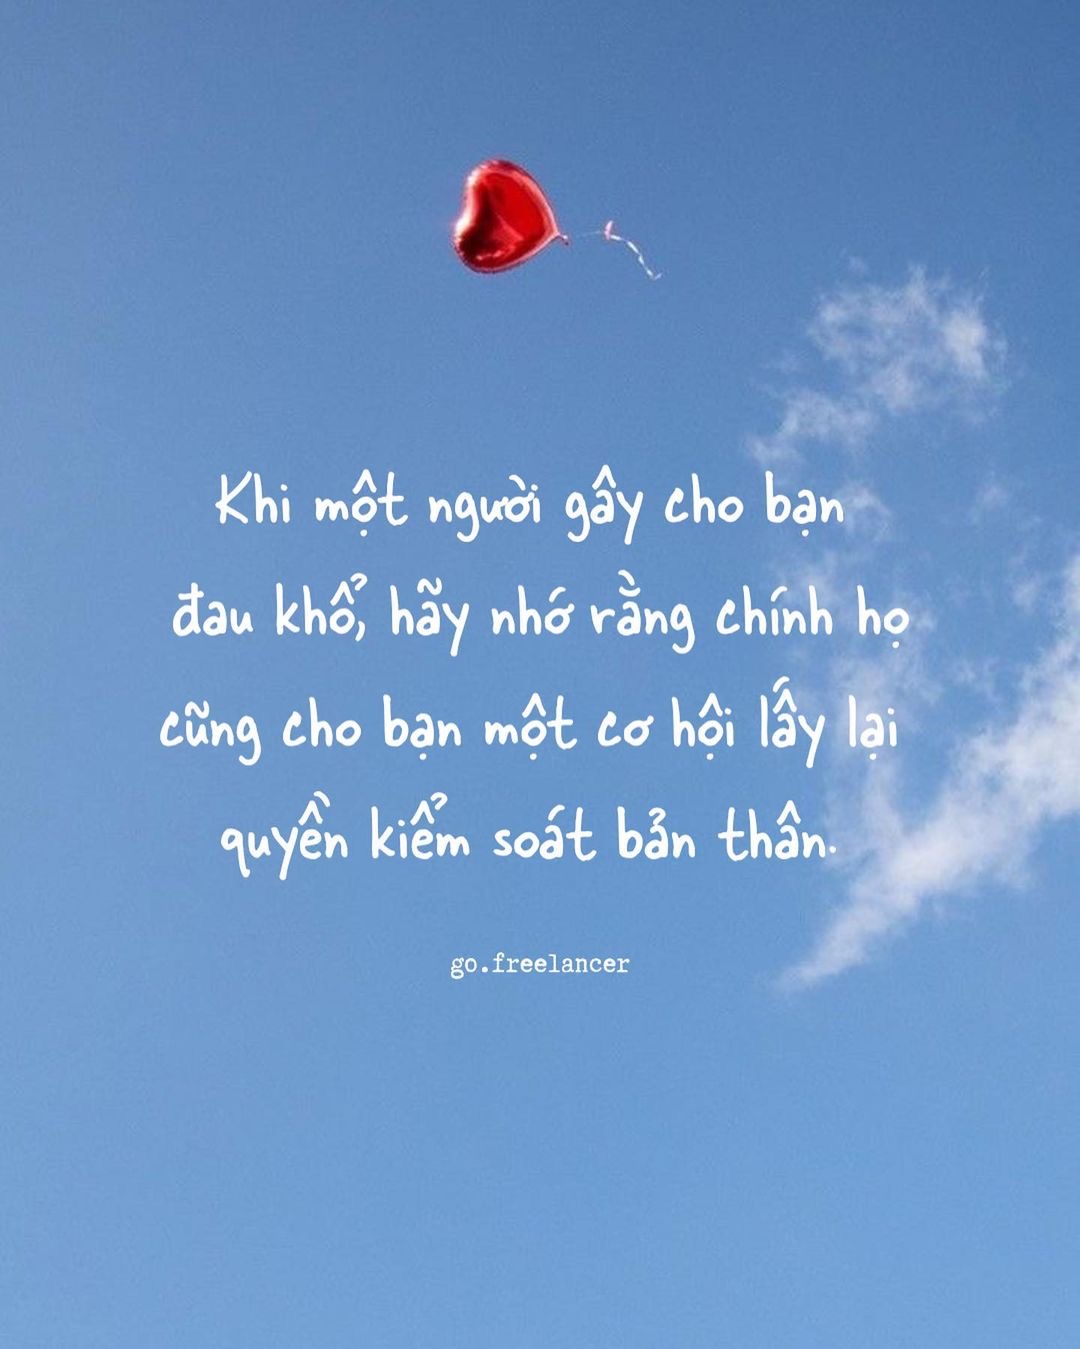 Khi một người gây cho bạn
đau khổ, hãy nhớ rằng chính họ
cũng cho bạn một cơ hội lấy lại
quyền kiểm soát bản thân.
go.freelancer